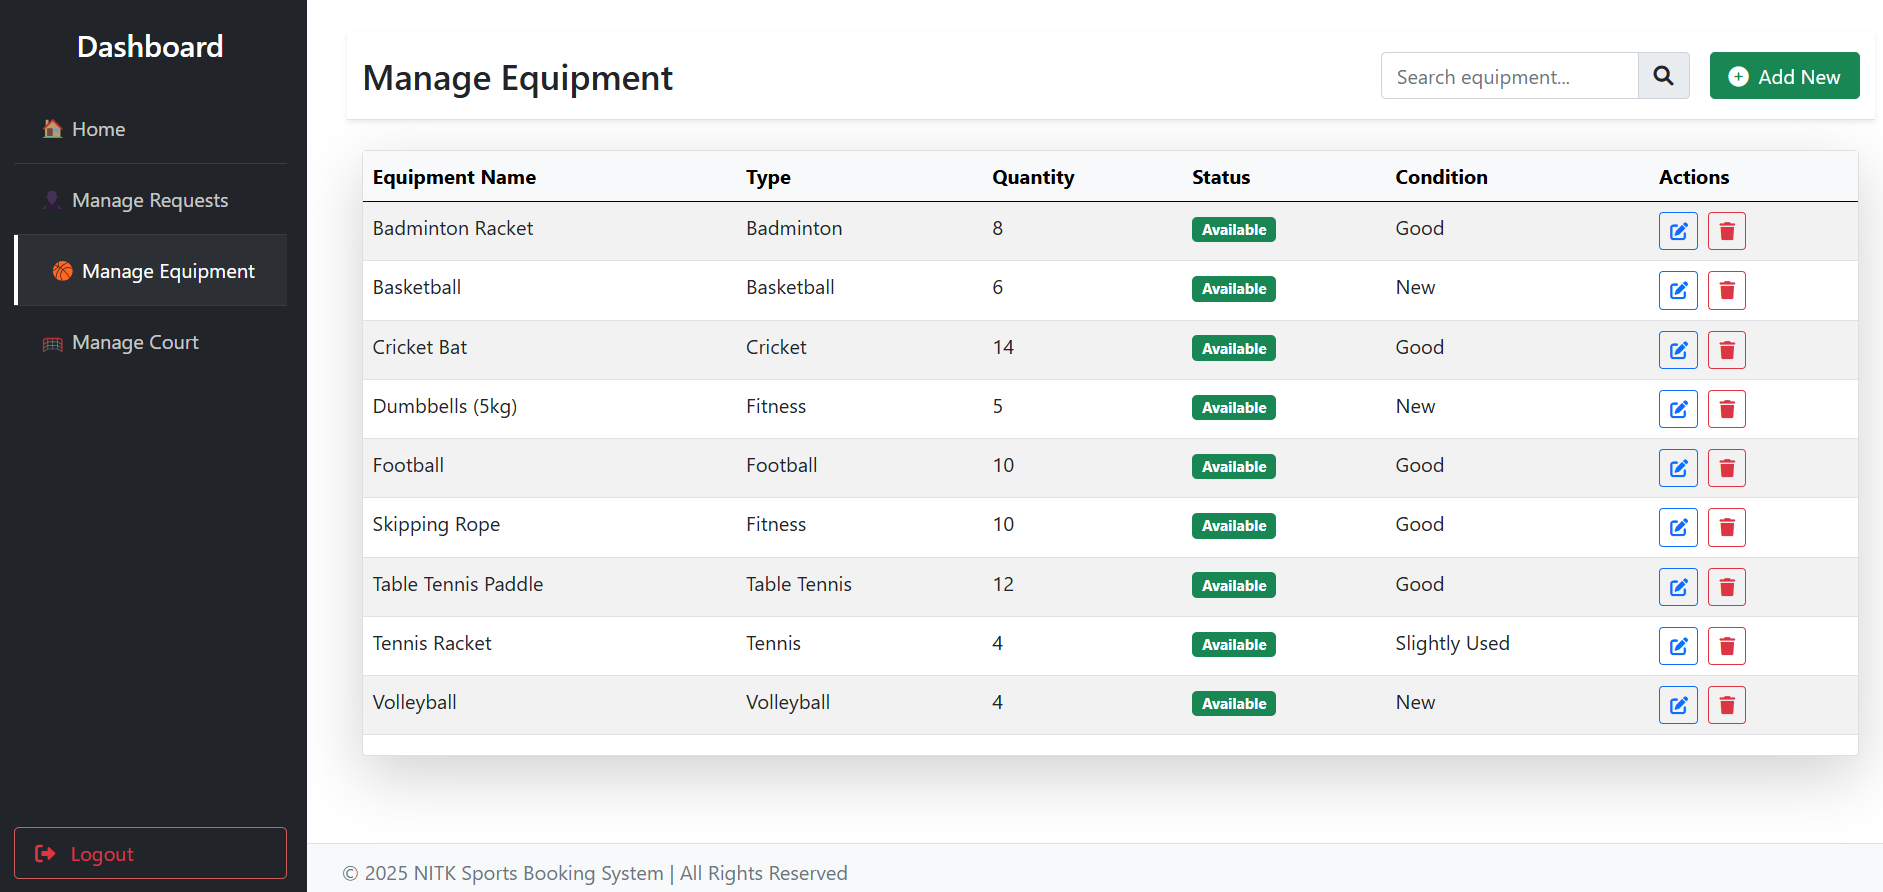 Dashboard
Home
Manage Requests
Manage Equipment
Manage Court
Logout
Manage Equipment
Search equipment...
Add New
Equipment Name Type Quantity Status Condition Actions
Badminton Racket Badminton 8 Available Good
Basketball Basketball 6 Available New
Cricket Bat Cricket 14 Available Good
Dumbbells (5kg) Fitness 5 Available New
Football Football 10 Available Good
Skipping Rope Fitness 10 Available Good
Table Tennis Paddle Table Tennis 12 Available Good
Tennis Racket Tennis 4 Available Slightly Used
Volleyball Volleyball 4 Available New
© 2025 NITK Sports Booking System | All Rights Reserved